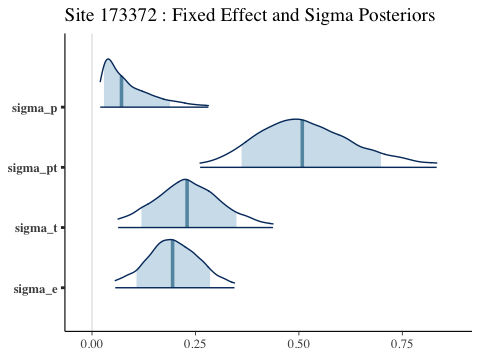 Site 173372 : Fixed Effect and Sigma Posteriors
sigma_p
sigma_pt
sigma_t
sigma_e
0.00 0.25 0.50 0.75